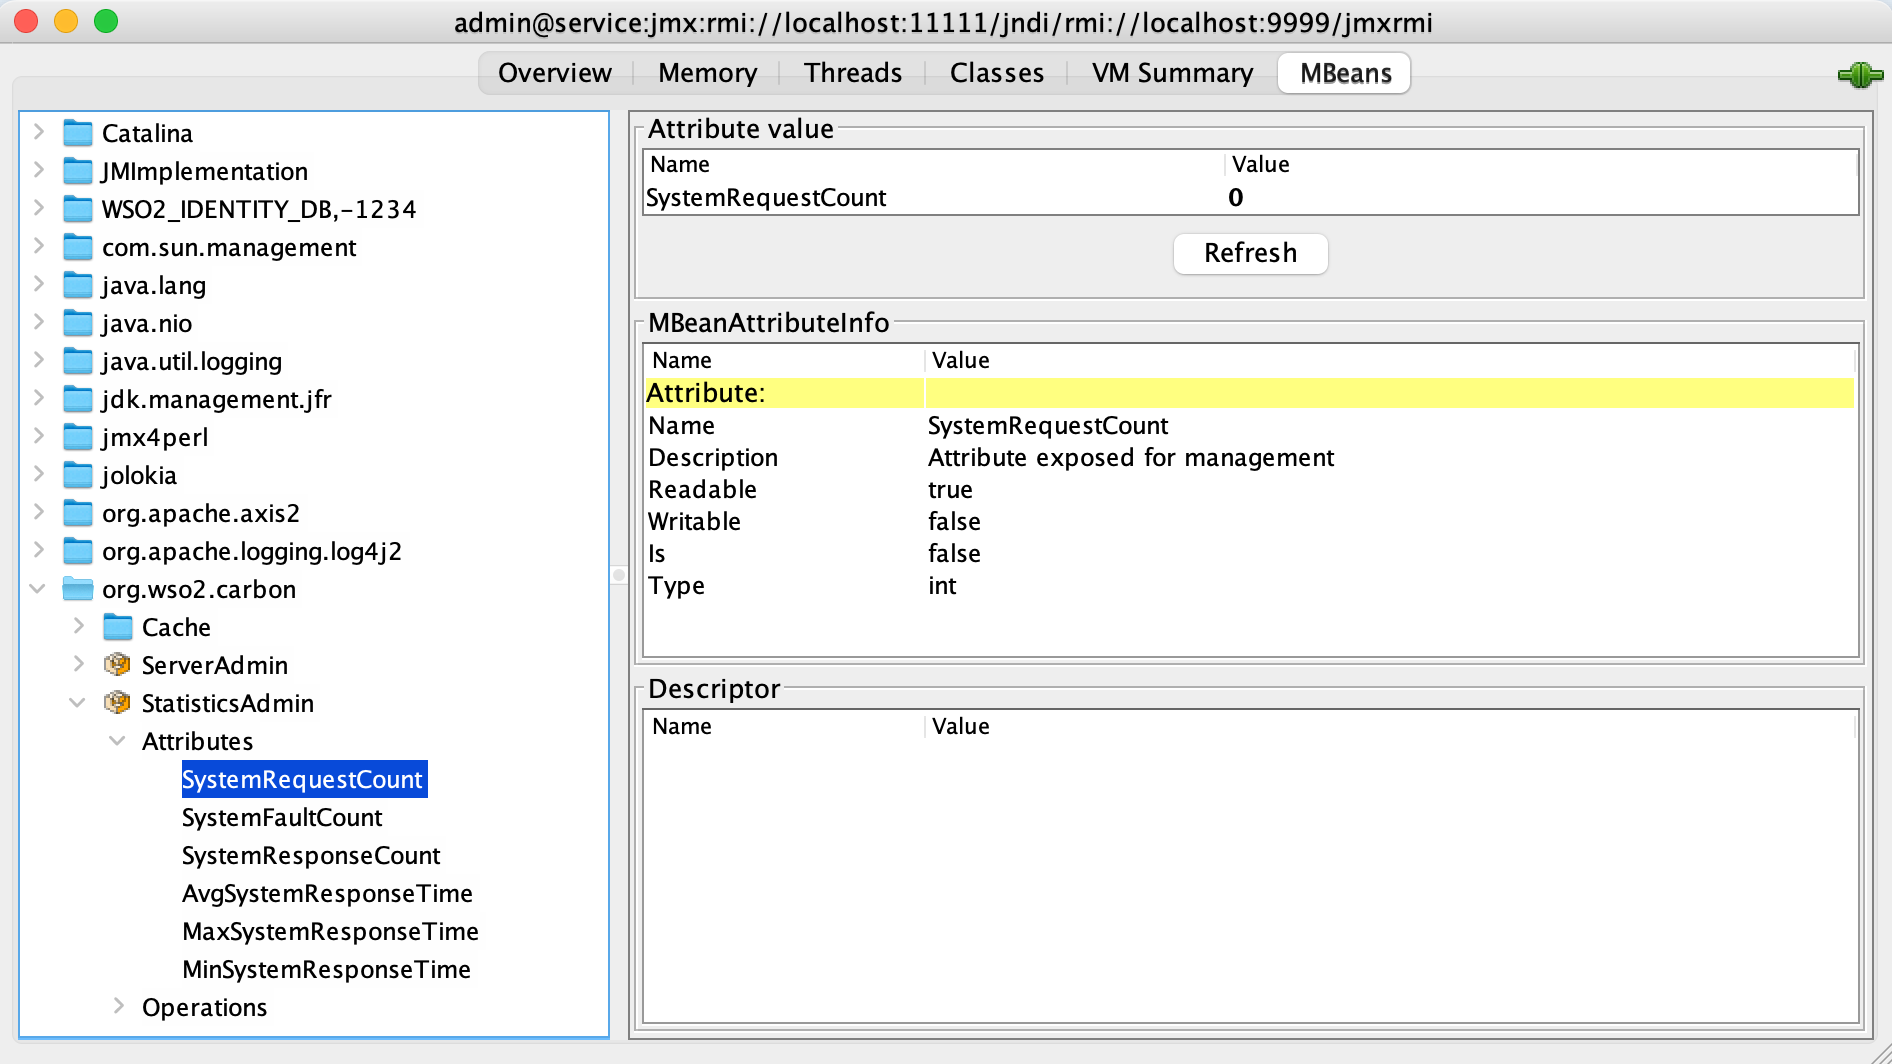 admin@service:jmx:rmi://localhost:11111/jndi/rmi://localhost:9999/jmxrmi
Overview Memory Threads Classes VM Summary MBeans
Catalina
JMImplementation
WSO2_IDENTITY_DB,-1234
com.sun.management
java.lang
java.nio
java.util.logging
jdk.management.jfr
jmx4perl
jolokia
org.apache.axis2
org.apache.logging.log4j2
org.wso2.carbon
Cache
ServerAdmin
StatisticsAdmin
Attributes
SystemRequestCount
SystemFaultCount
SystemResponseCount
AvgSystemResponseTime
MaxSystemResponseTime
MinSystemResponseTime
Operations
Attribute value
Name Value
SystemRequestCount 0
Refresh
MBeanAttributeInfo
Name Value
Attribute:
Name SystemRequestCount
Description Attribute exposed for management
Readable true
Writable false
Is false
Type int
Descriptor
Name Value